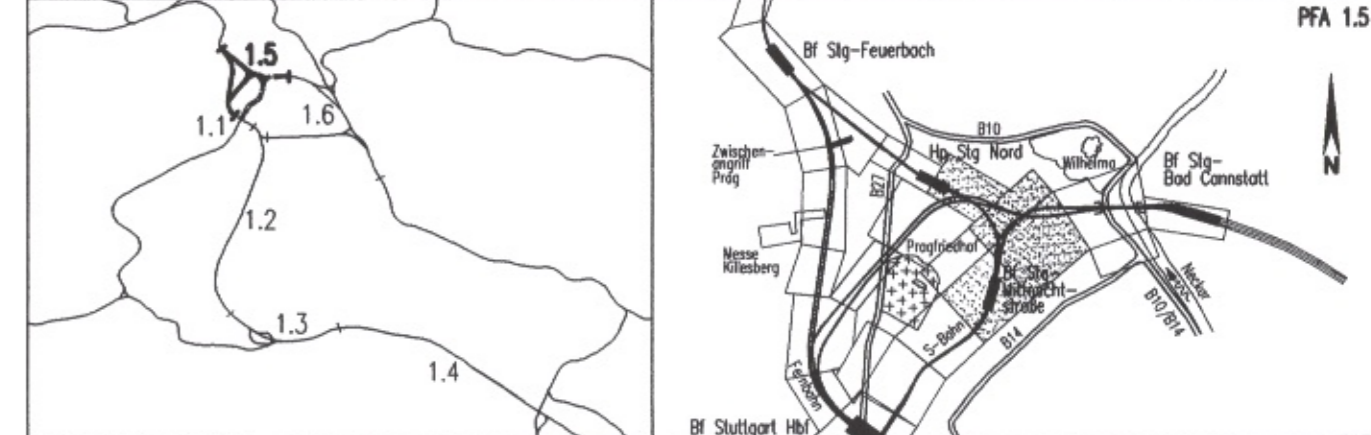 1.5
1.1
1.6
1.2
1.3
1.4
PFA 1.5
Bf Stg-Feuerbach
B10
Hp Stg Nord
Wilhelma
Bf Stg-
Bad Cannstatt
N
Zwischen-
angriff
Prag
B27
Messe
Killesberg
Pragfriedhof
Bf Stg-
Mittnacht-
straße
Neckar
B10/B14
S-Bahn
B14
Fernbahn
Bf Stuttgart Hbf